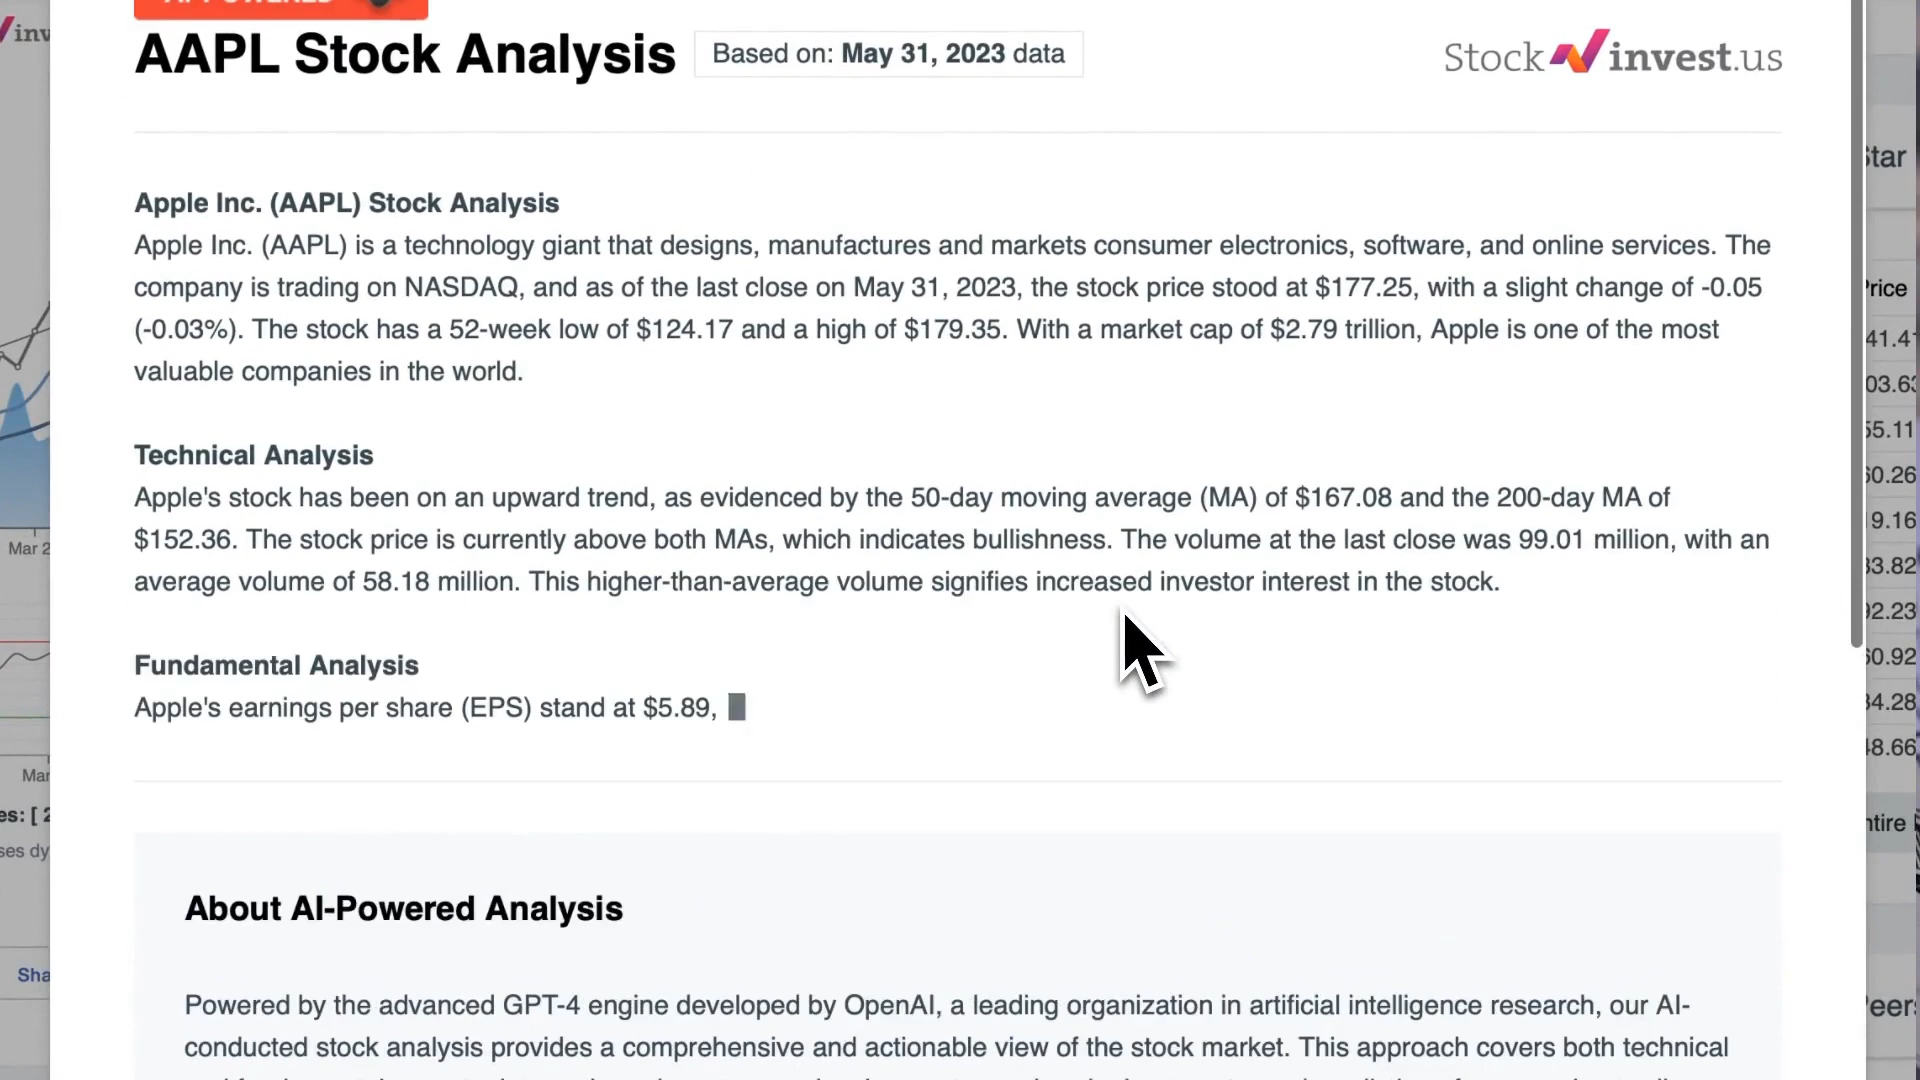 AAPL Stock Analysis
Based on: May 31, 2023 data
Stock invest.us
Apple Inc. (AAPL) Stock Analysis
Apple Inc. (AAPL) is a technology giant that designs, manufactures and markets consumer electronics, software, and online services. The
company is trading on NASDAQ, and as of the last close on May 31, 2023, the stock price stood at $177.25, with a slight change of -0.05
(-0.03%). The stock has a 52-week low of $124.17 and a high of $179.35. With a market cap of $2.79 trillion, Apple is one of the most
valuable companies in the world.
Technical Analysis
Apple's stock has been on an upward trend, as evidenced by the 50-day moving average (MA) of $167.08 and the 200-day MA of
$152.36. The stock price is currently above both MAs, which indicates bullishness. The volume at the last close was 99.01 million, with an
average volume of 58.18 million. This higher-than-average volume signifies increased investor interest in the stock.
Fundamental Analysis
Apple's earnings per share (EPS) stand at $5.89,
About AI-Powered Analysis
Powered by the advanced GPT-4 engine developed by OpenAI, a leading organization in artificial intelligence research, our AI-
conducted stock analysis provides a comprehensive and actionable view of the stock market. This approach covers both technical